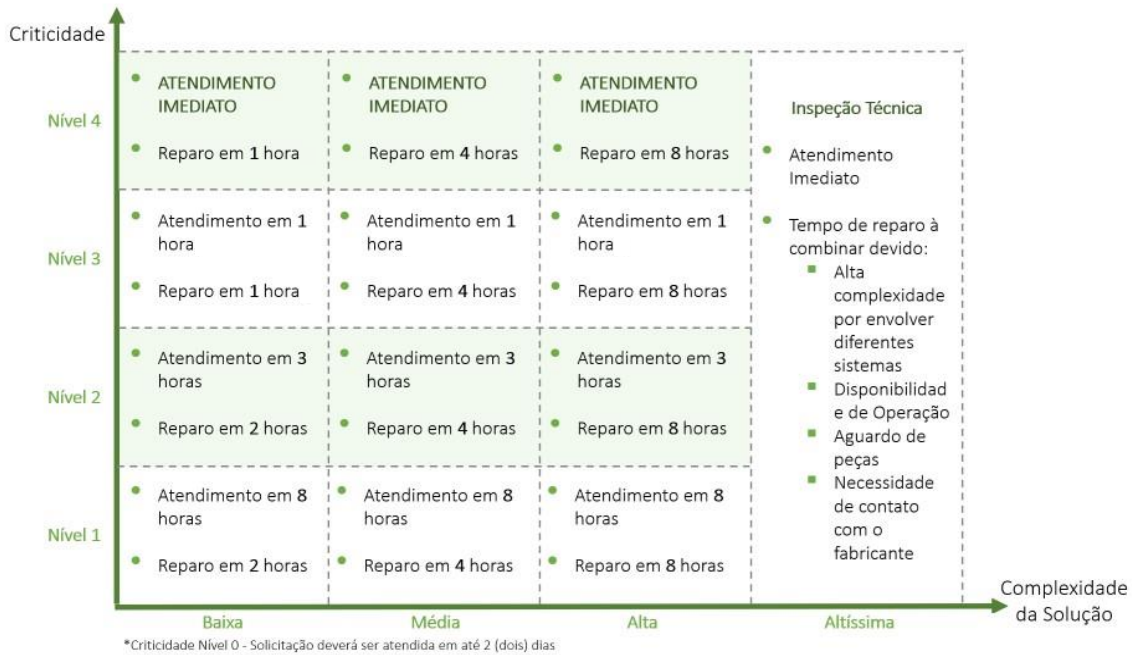 Criticidade
Nível 4
• ATENDIMENTO
IMEDIATO
• Reparo em 1 hora
• ATENDIMENTO
IMEDIATO
• Reparo em 4 horas
• ATENDIMENTO
IMEDIATO
• Reparo em 8 horas
Nível 3
• Atendimento em 1
hora
• Reparo em 1 hora
• Atendimento em 1
hora
• Reparo em 4 horas
• Atendimento em 1
hora
• Reparo em 8 horas
Nível 2
• Atendimento em 3
horas
• Reparo em 2 horas
• Atendimento em 3
horas
• Reparo em 4 horas
• Atendimento em 3
horas
• Reparo em 8 horas
Nível 1
• Atendimento em 8
horas
• Reparo em 2 horas
• Atendimento em 8
horas
• Reparo em 4 horas
• Atendimento em 8
horas
• Reparo em 8 horas
Inspeção Técnica
• Atendimento
Imediato
• Tempo de reparo à
combinar devido:
▪ Alta
complexidade
por envolver
diferentes
sistemas
▪ Disponibilidad
e de Operação
▪ Aguardo de
peças
▪ Necessidade
de contato
com o
fabricante
Baixa
Média
Alta
Altíssima
Complexidade
da Solução
*Criticidade Nível 0 - Solicitação deverá ser atendida em até 2 (dois) dias